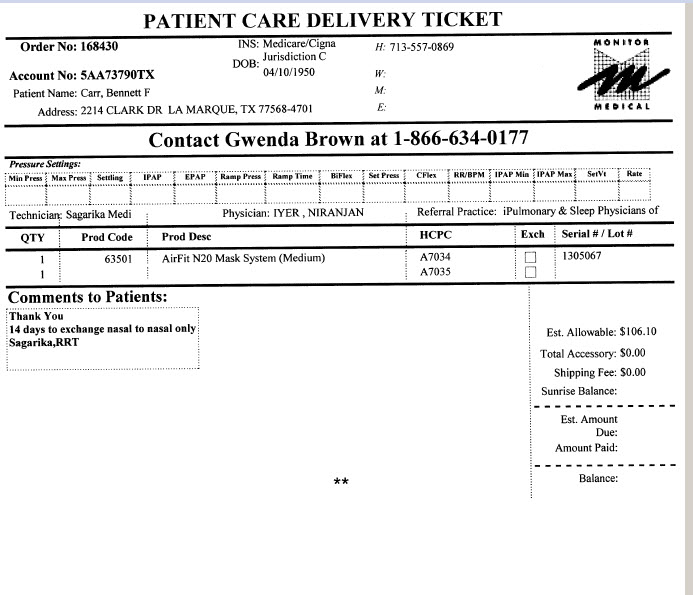 PATIENT CARE DELIVERY TICKET
Order No: 168430
INS: Medicare/Cigna Jurisdiction C
H: 713-557-0869
DOB: 04/10/1950
W:
Account No: 5AA73790TX
Patient Name: Carr, Bennett F
M:
Address: 2214 CLARK DR LA MARQUE, TX 77568-4701
E:
MONITOR
m
MEDICAL
Contact Gwenda Brown at 1-866-634-0177
Pressure Settings:
Min Press Max Press Settling IPAP EPAP Ramp Press Ramp Time BiFlex Set Press CFlex RR/BPM IPAP Min IPAP Max SetVt Rate
Technician: Sagarika Medi Physician: IYER , NIRANJAN Referral Practice: iPulmonary & Sleep Physicians of
QTY Prod Code Prod Desc HCPC Exch Serial # / Lot #
1 63501 AirFit N20 Mask System (Medium) A7034 1305067
1 A7035
Comments to Patients:
Thank You
14 days to exchange nasal to nasal only
Sagarika,RRT
Est. Allowable: $106.10
Total Accessory: $0.00
Shipping Fee: $0.00
Sunrise Balance:
Est. Amount
Due:
Amount Paid:
Balance:
**